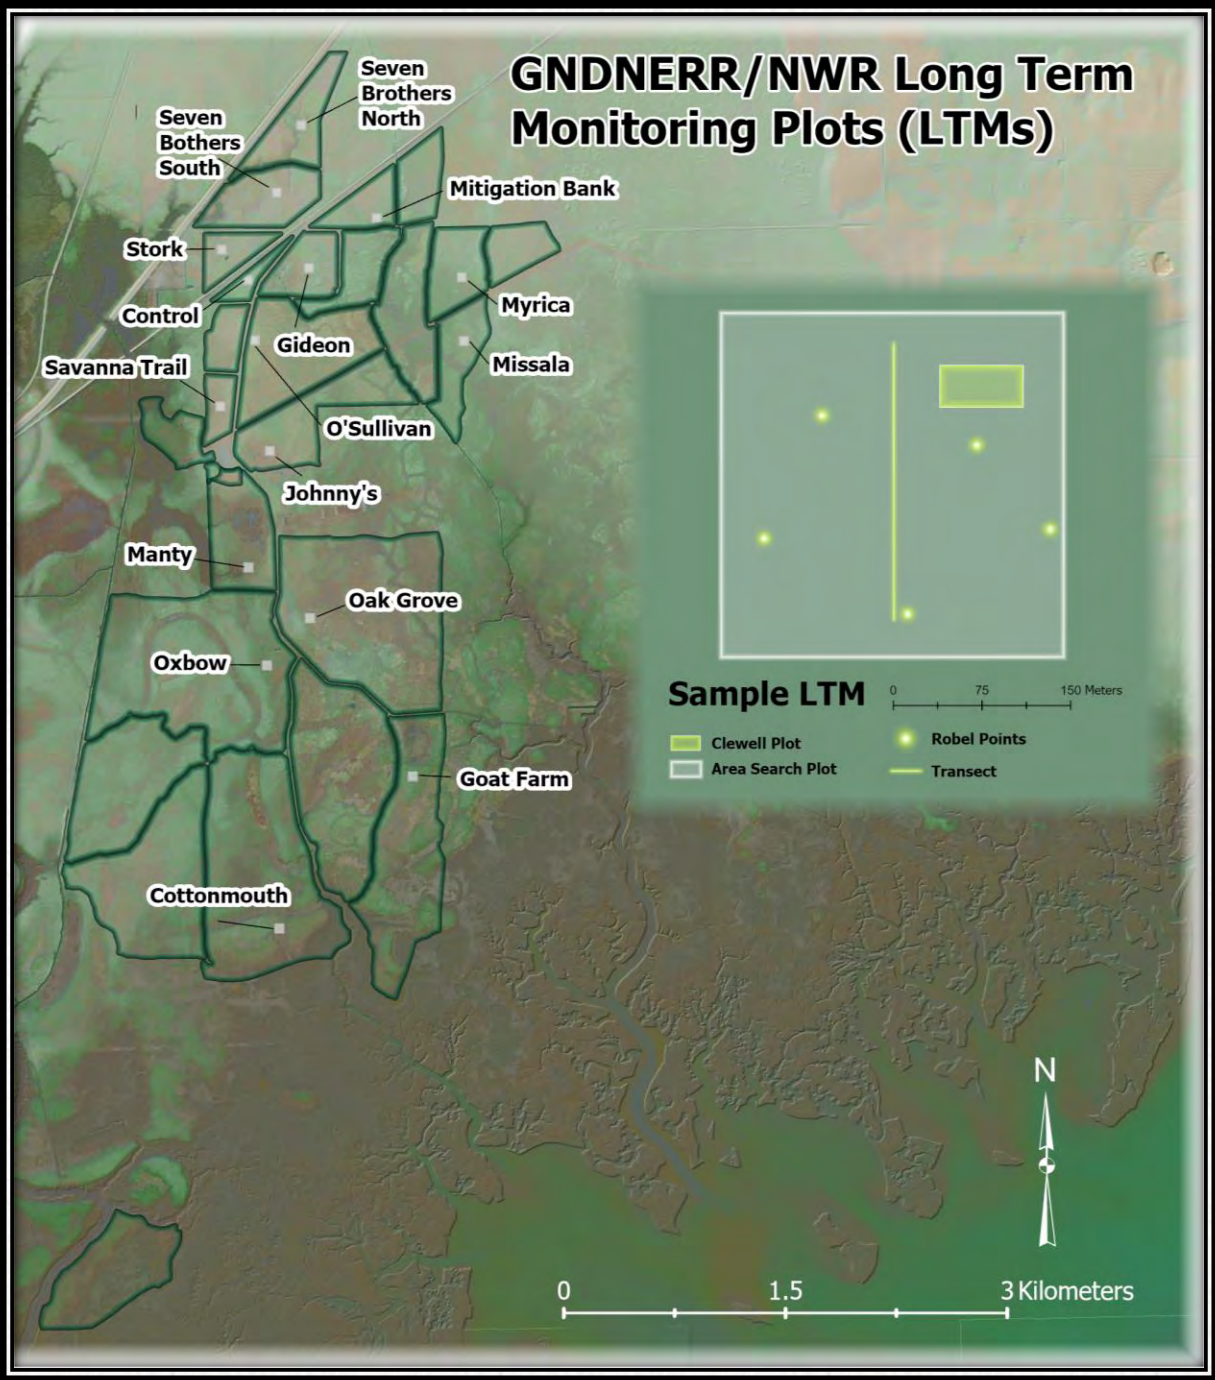 GNDNERR/NWR Long Term
Monitoring Plots (LTMs)
Seven
Brothers
North
Seven
Bothers
South
Mitigation Bank
Stork
Myrica
Control
Gideon
Missala
Savanna Trail
O'Sullivan
Johnny's
Manty
Oak Grove
Oxbow
Goat Farm
Cottonmouth
Sample LTM
0 75 150 Meters
Clewell Plot
Robel Points
Area Search Plot
Transect
N
0 1.5 3 Kilometers